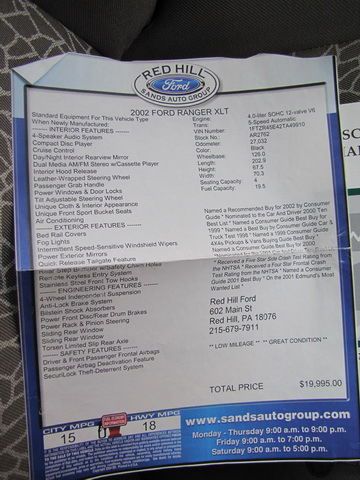 RED HILL
Ford
SANDS AUTO GROUP
2002 FORD RANGER XLT
Standard Equipment For This Vehicle Type
When Newly Manufactured:
------- INTERIOR FEATURES -------
4-Speaker Audio System
Compact Disc Player
Cruise Control
Day/Night Interior Rearview Mirror
Dual Media AM/FM Stereo w/Cassette Player
Interior Hood Release
Leather-Wrapped Steering Wheel
Passenger Grab Handle
Power Windows & Door Locks
Tilt Adjustable Steering Wheel
Unique Cloth & Interior Appearance
Unique Front Sport Bucket Seats
Air Conditioning
------- EXTERIOR FEATURES -------
Bed Rail Covers
Fog Lights
Intermittent Speed-Sensitive Windshield Wipers
Power Exterior Mirrors
Quick Release Tailgate Feature
Remote Keyless Entry System
Stainless Steel Front Tow Hooks
------- ENGINEERING FEATURES -------
4-Wheel Independent Suspension
Anti-Lock Brake System
Bilstein Shock Absorbers
Power Front Disc/Rear Drum Brakes
Power Rack & Pinion Steering
Sliding Rear Window
Sliding Rear Window
Torsen Limited Slip Rear Axle
------- SAFETY FEATURES -------
Driver & Front Passenger Frontal Airbags
Passenger Airbag Deactivation Feature
SecuriLock Theft-Deterrent System
Engine: 4.0-liter SOHC 12-valve V6
Trans: 5-Speed Automatic
VIN Number: 1FTZR45E42TA49910
Stock Number: AR2762
Odometer: 27,032
Color: Black
Wheelbase: 126.0
Length: 202.9
Height: 67.5
Width: 70.3
Seating Capacity: 4
Fuel Capacity: 19.5
Named a Recommended Buy for 2002 by Consumer
Guide * Nominated to the Car And Driver 2000 Ten
Best List * Named a Consumer Guide Best Buy for
1999 * Named a Best Buy by Consumer Guide for
Truck Test 1998 * Named a 1998 Consumer Guide
4X4s Pickups & Vans Buying Guide Best Buy *
* Received a Five Star Side Crash Test Rating from
the NHTSA * Received a Four Star Frontal Crash
Test Rating from the NHTSA * Named a Consumer
Guide 2001 Best Buy * On the 2001 Edmund's Most
Wanted List *
Red Hill Ford
602 Main St
Red Hill, PA 18076
215-679-7911
** LOW MILEAGE ** ** GREAT CONDITION **
TOTAL PRICE $19,995.00
CITY MPG
15
HWY MPG
18
www.sandsautogroup.com
Monday - Thursday 9:00 a.m. to 9:00 p.m.
Friday 9:00 a.m. to 7:00 p.m.
Saturday 9:00 a.m. to 5:00 p.m.